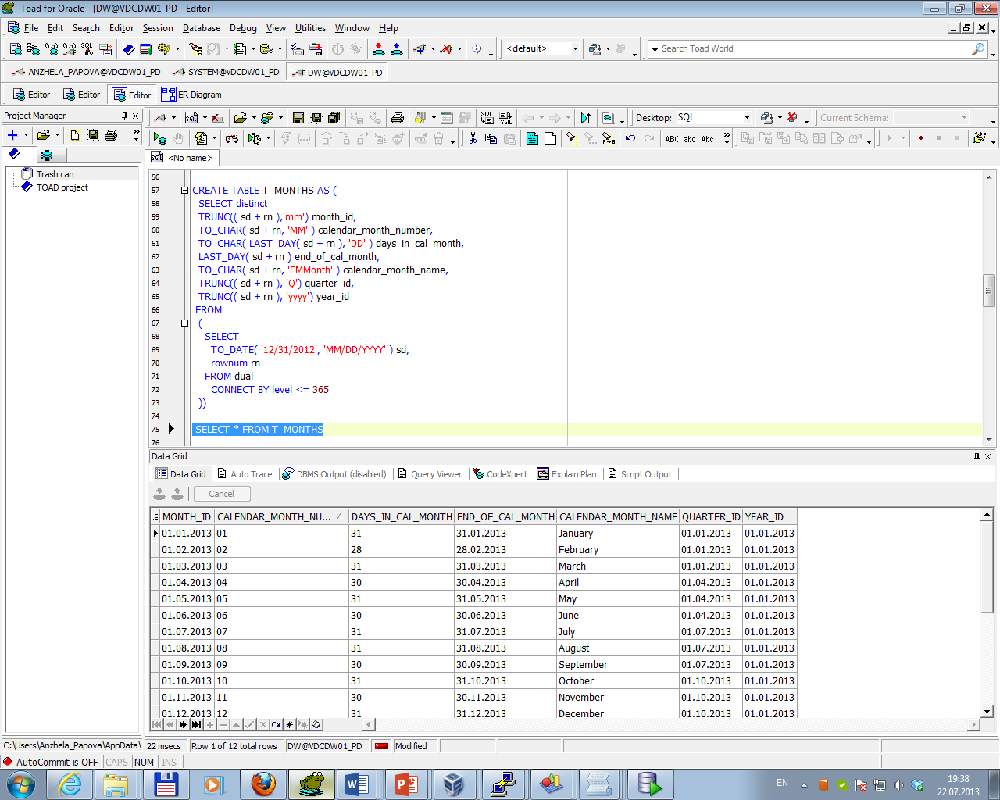 Toad for Oracle - [DW@VDCDW01_PD - Editor]
File Edit Search Editor Session Database Debug View Utilities Window Help
SQL <default> Search Toad World
ANZHELA_PAPOVA@VDCDW01_PD SYSTEM@VDCDW01_PD DW@VDCDW01_PD
Editor Editor Editor ER Diagram
Project Manager
SQL Desktop: SQL Current Schema:
ABC abc Abc
Trash can
TOAD project
SQL <No name>
56
57 CREATE TABLE T_MONTHS AS (
58 SELECT distinct
59 TRUNC(( sd + rn ),'mm') month_id,
60 TO_CHAR( sd + rn, 'MM' ) calendar_month_number,
61 TO_CHAR( LAST_DAY( sd + rn ), 'DD' ) days_in_cal_month,
62 LAST_DAY( sd + rn ) end_of_cal_month,
63 TO_CHAR( sd + rn, 'FMMonth' ) calendar_month_name,
64 TRUNC(( sd + rn ), 'Q') quarter_id,
65 TRUNC(( sd + rn ), 'yyyy') year_id
66 FROM
67 (
68 SELECT
69 TO_DATE( '12/31/2012', 'MM/DD/YYYY' ) sd,
70 rownum rn
71 FROM dual
72 CONNECT BY level <= 365
73 ))
74
75 SELECT * FROM T_MONTHS
76
Data Grid
Data Grid Auto Trace DBMS Output (disabled) Query Viewer CodeXpert Explain Plan Script Output
Cancel
MONTH_ID CALENDAR_MONTH_NU... DAYS_IN_CAL_MONTH END_OF_CAL_MONTH CALENDAR_MONTH_NAME QUARTER_ID YEAR_ID
01.01.2013 01 31 31.01.2013 January 01.01.2013 01.01.2013
01.02.2013 02 28 28.02.2013 February 01.01.2013 01.01.2013
01.03.2013 03 31 31.03.2013 March 01.01.2013 01.01.2013
01.04.2013 04 30 30.04.2013 April 01.04.2013 01.01.2013
01.05.2013 05 31 31.05.2013 May 01.04.2013 01.01.2013
01.06.2013 06 30 30.06.2013 June 01.04.2013 01.01.2013
01.07.2013 07 31 31.07.2013 July 01.07.2013 01.01.2013
01.08.2013 08 31 31.08.2013 August 01.07.2013 01.01.2013
01.09.2013 09 30 30.09.2013 September 01.07.2013 01.01.2013
01.10.2013 10 31 31.10.2013 October 01.10.2013 01.01.2013
01.11.2013 11 30 30.11.2013 November 01.10.2013 01.01.2013
01.12.2013 12 31 31.12.2013 December 01.10.2013 01.01.2013
C:\Users\Anzhela_Papova\AppData\ 22 msecs Row 1 of 12 total rows DW@VDCDW01_PD Modified
AutoCommit is OFF CAPS NUM INS
EN 19:38
22.07.2013